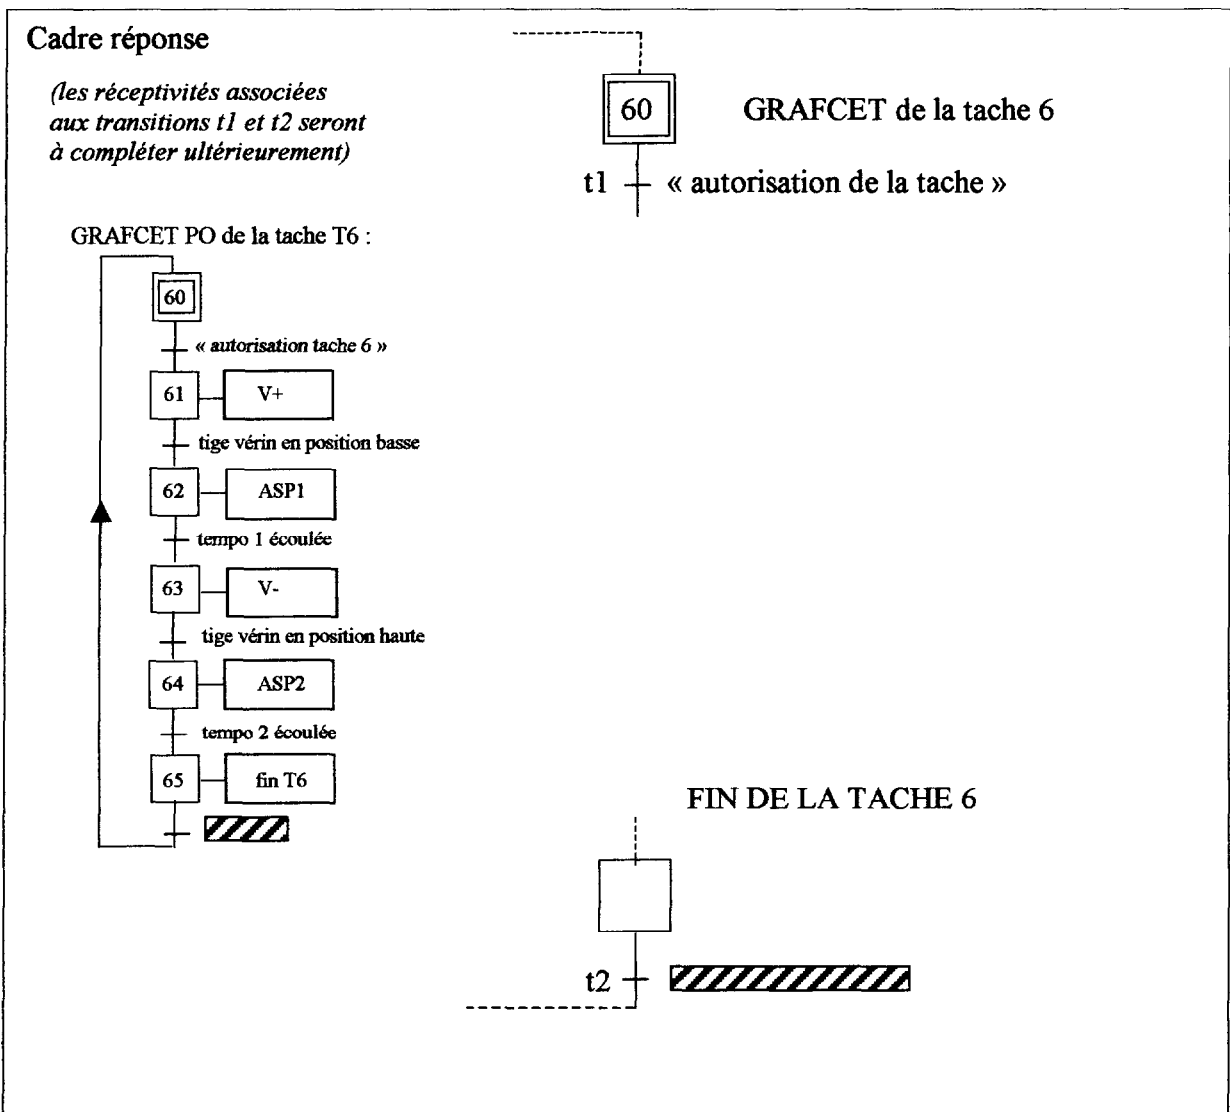 Cadre réponse
(les réceptivités associées
aux transitions t1 et t2 seront
à compléter ultérieurement)
60
GRAFCET de la tache 6
t1
« autorisation de la tache »
GRAFCET PO de la tache T6 :
60
« autorisation tache 6 »
61
V+
tige vérin en position basse
62
ASP1
tempo 1 écoulée
63
V-
tige vérin en position haute
64
ASP2
tempo 2 écoulée
65
fin T6
FIN DE LA TACHE 6
t2